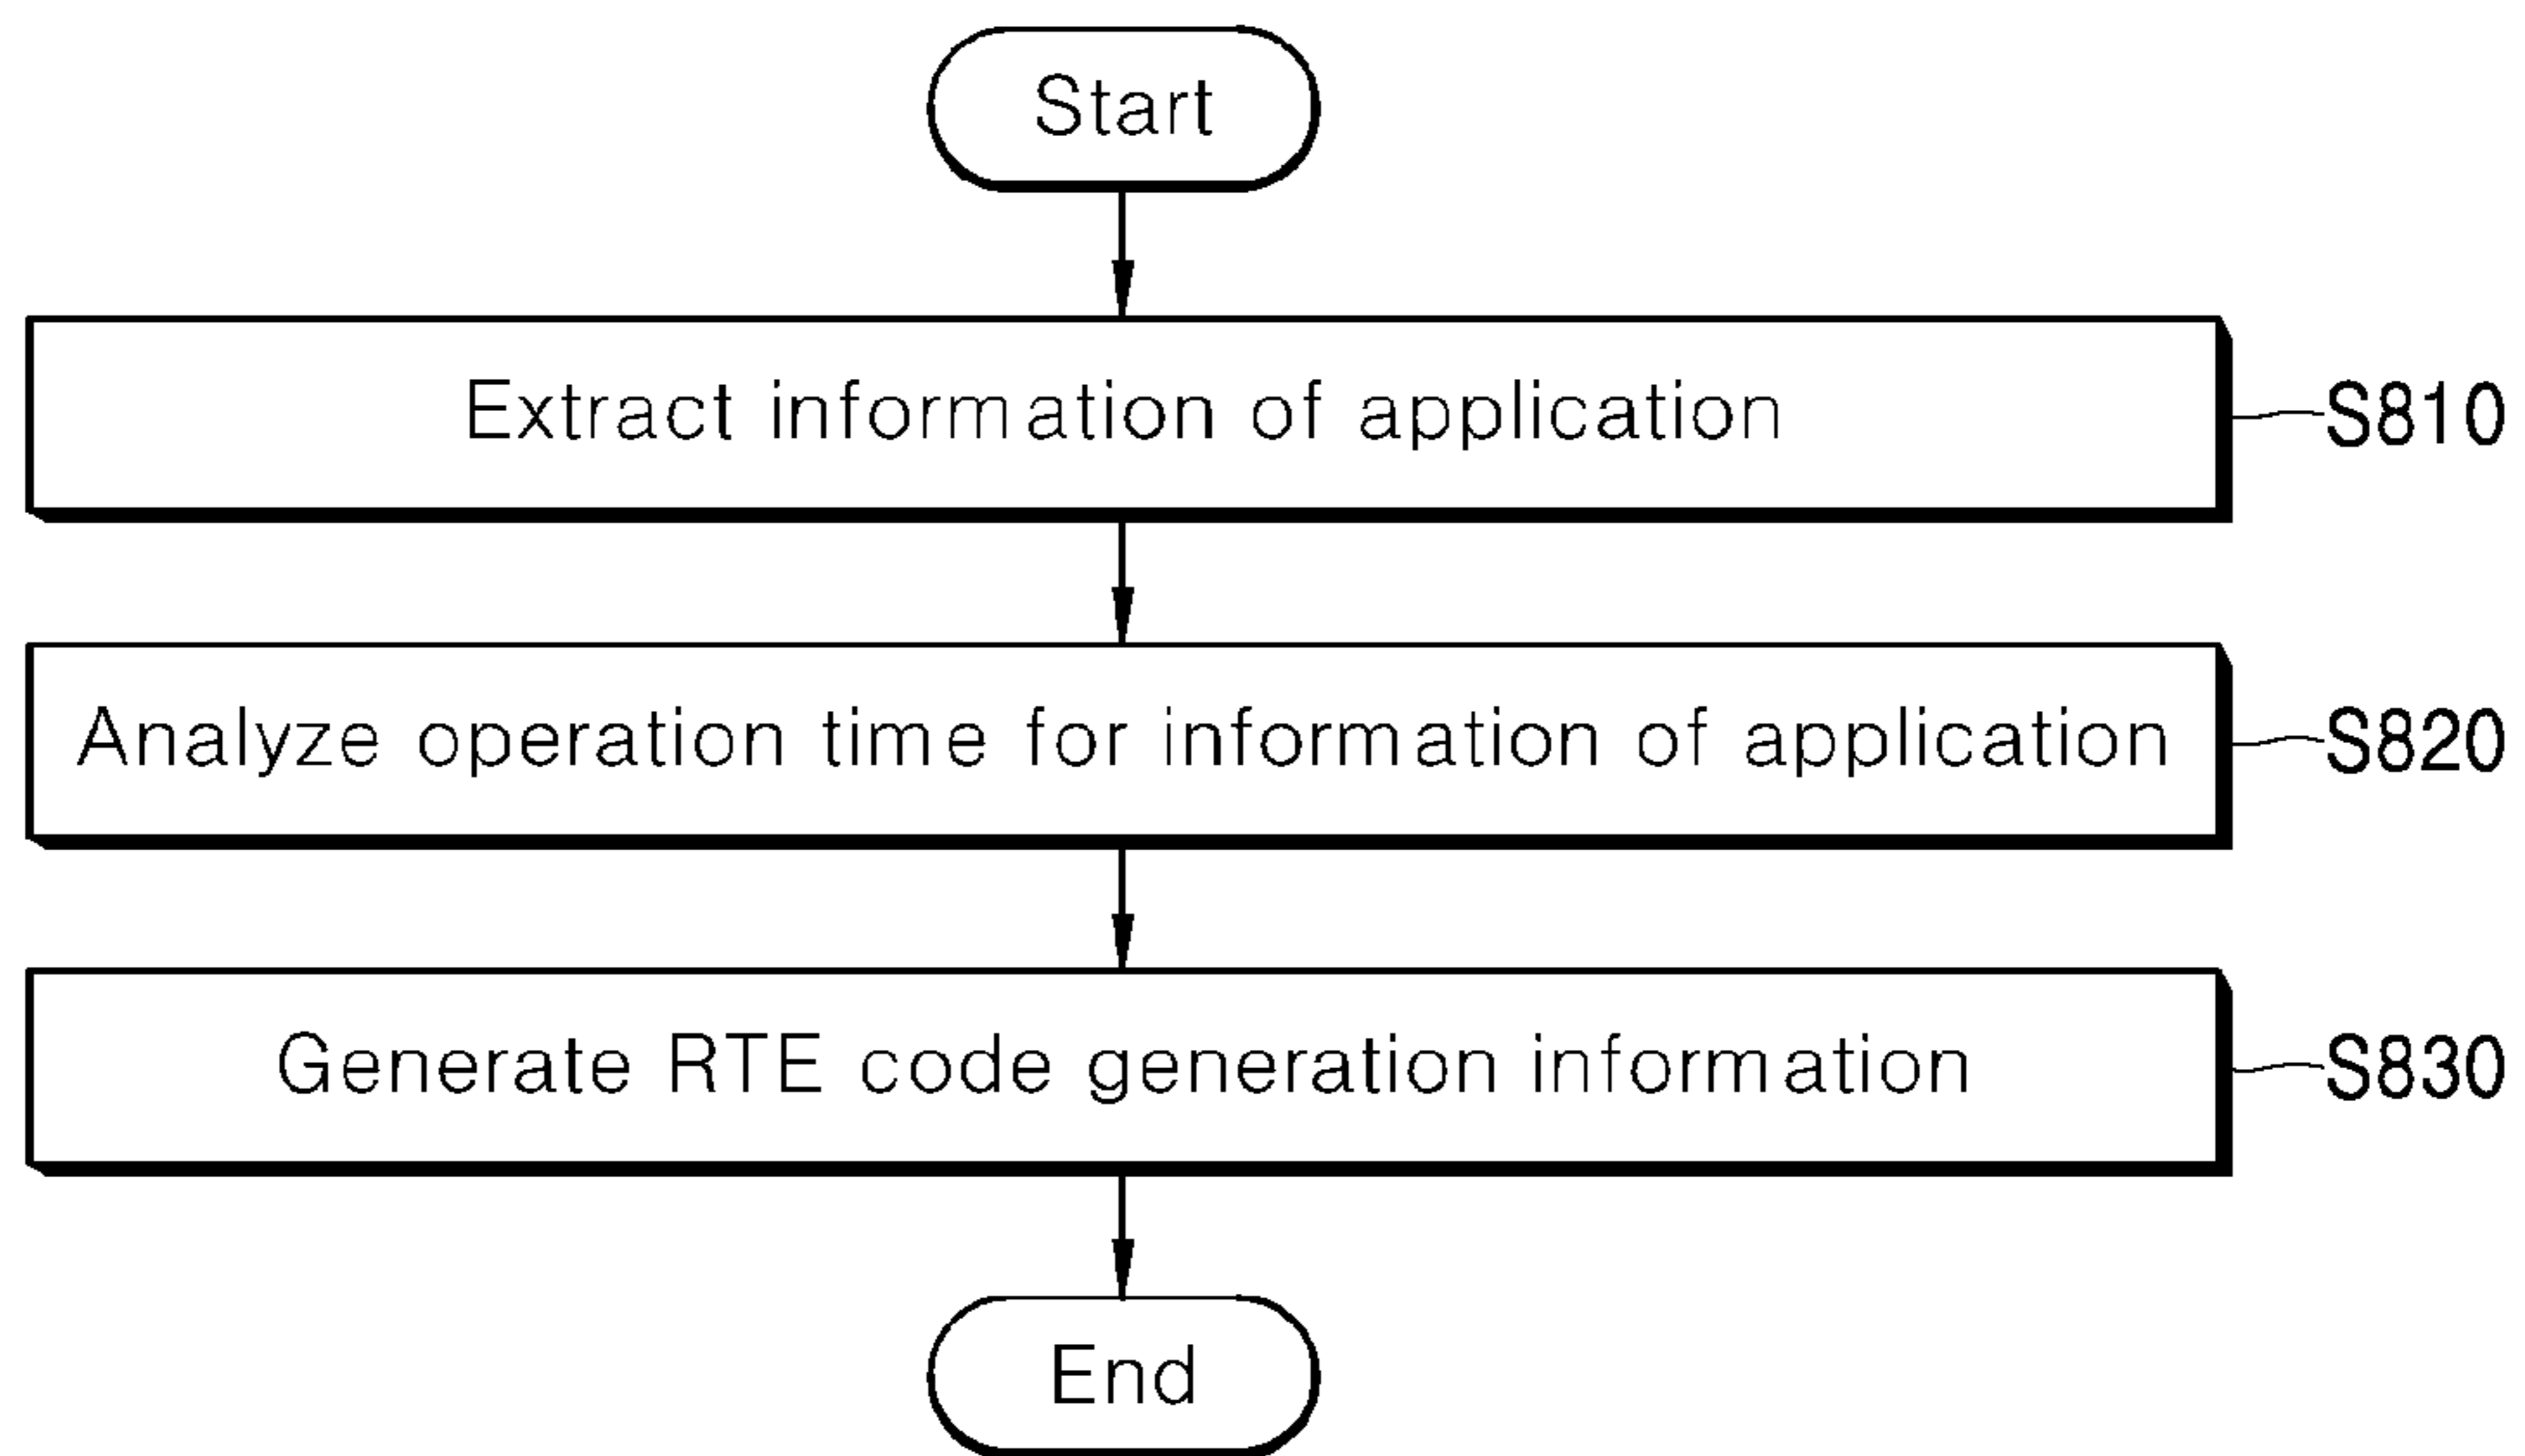 Start
Extract information of application
S810
Analyze operation time for information of application
S820
Generate RTE code generation information
S830
End